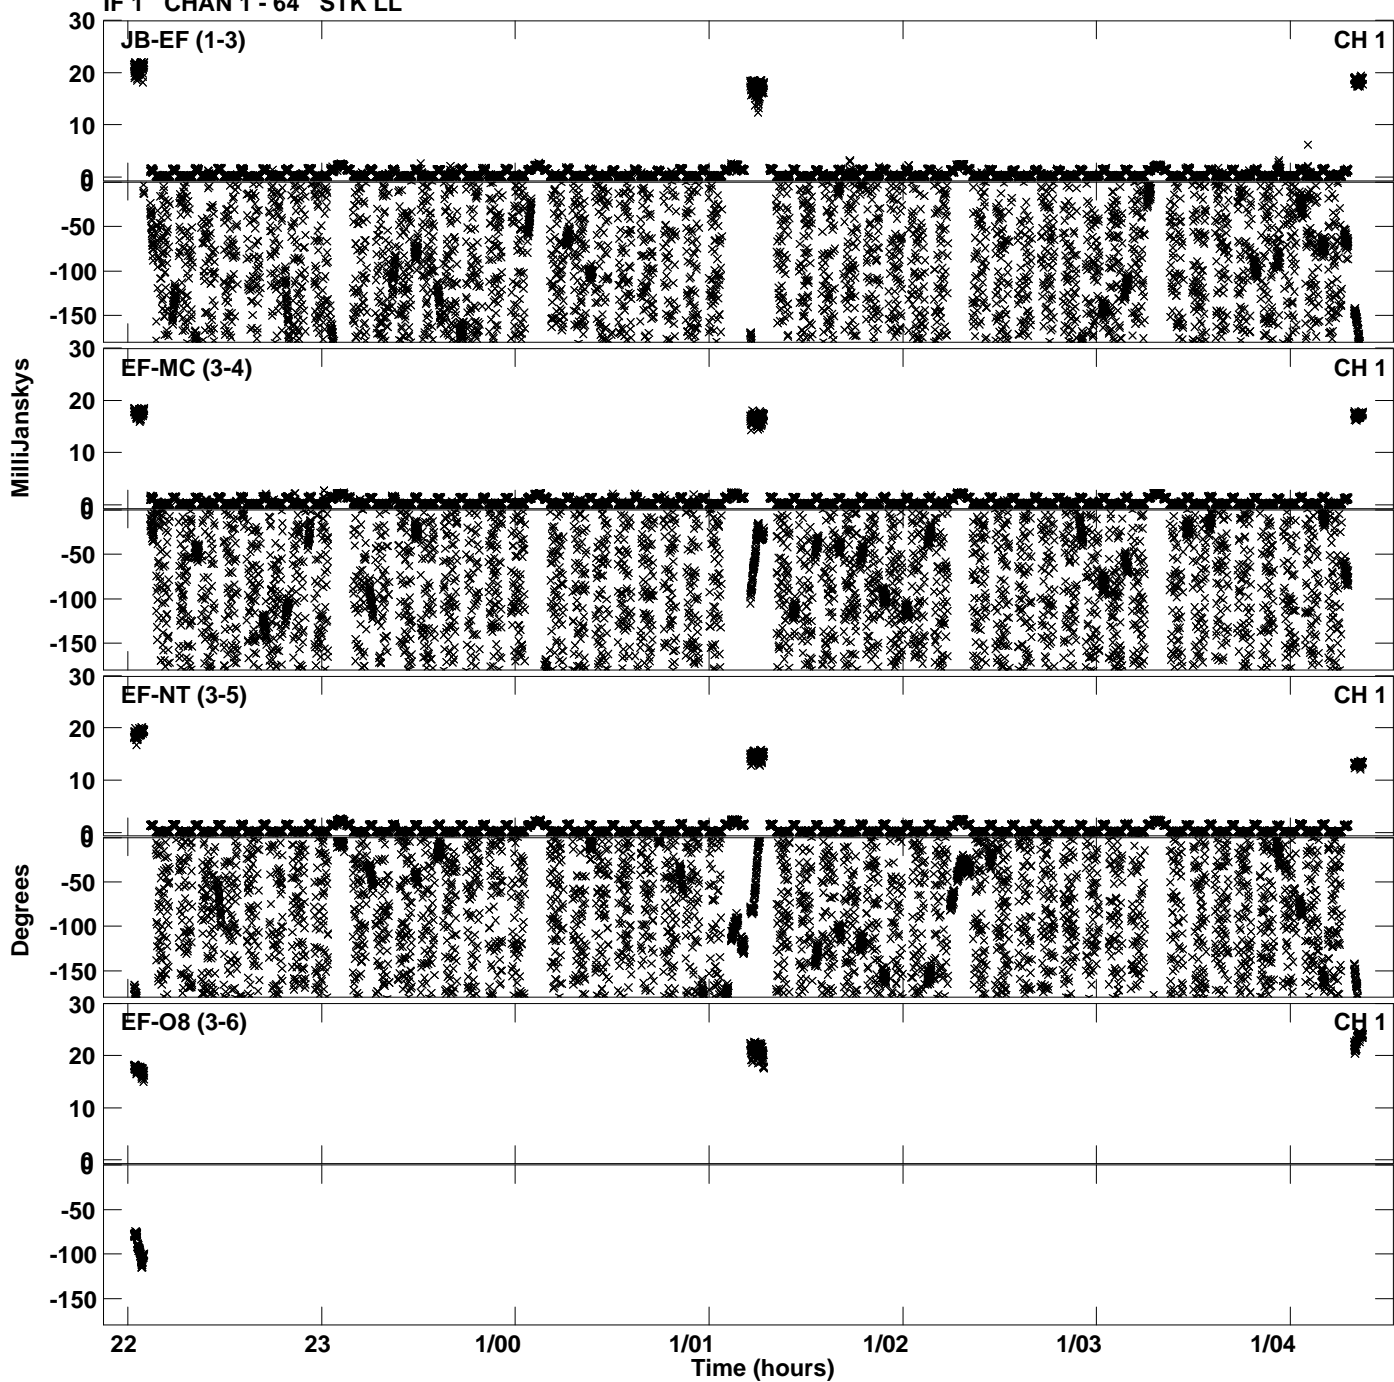 IF 1 CHAN 1 - 64 STK LL
30
JB-EF (1-3)
CH 1
20
10
0
0
-50
-100
-150
30
EF-MC (3-4)
CH 1
20
10
0
0
-50
-100
-150
MilliJanskys
30
EF-NT (3-5)
CH 1
20
10
0
0
-50
-100
-150
Degrees
30
EF-O8 (3-6)
CH 1
20
10
0
0
-50
-100
-150
22 23 1/00 1/01 1/02 1/03 1/04
Time (hours)